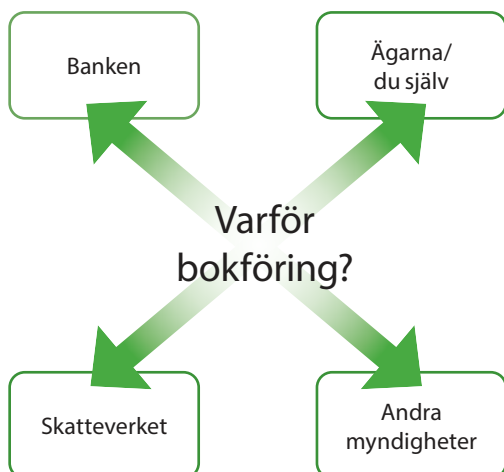 Banken
Ägarna/
du själv
Varför
bokföring?
Skatteverket
Andra
myndigheter